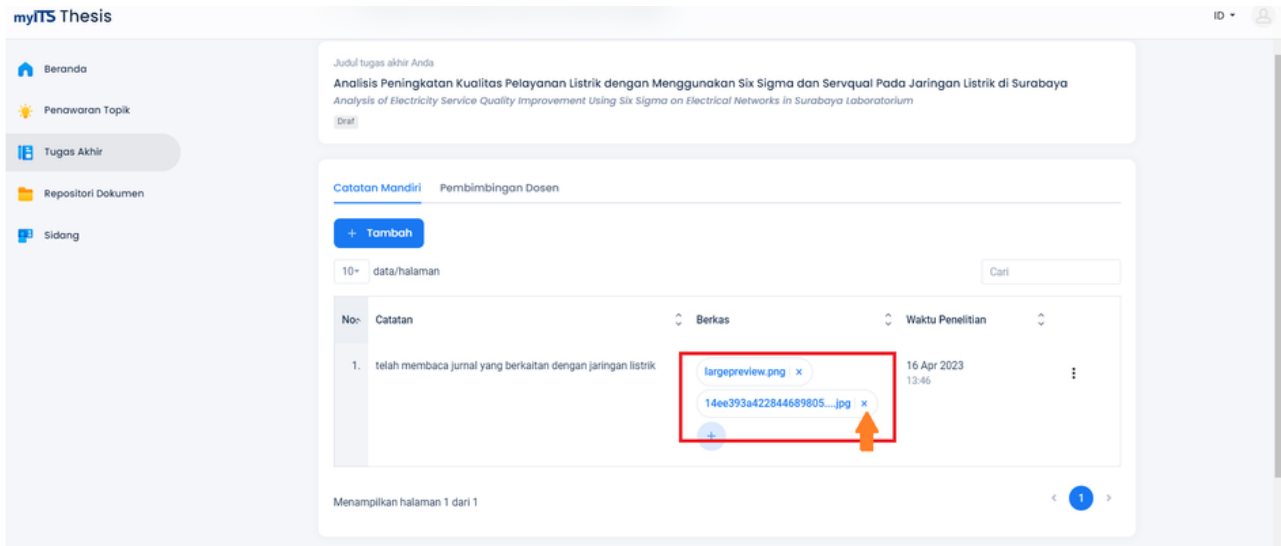 myITS Thesis
ID
Beranda
Penawaran Topik
Tugas Akhir
Repositori Dokumen
Sidang
Judul tugas akhir Anda
Analisis Peningkatan Kualitas Pelayanan Listrik dengan Menggunakan Six Sigma dan Servqual Pada Jaringan Listrik di Surabaya
Analysis of Electricity Service Quality Improvement Using Six Sigma on Electrical Networks in Surabaya Laboratorium
Draf
Catatan Mandiri Pembimbingan Dosen
+ Tambah
10 data/halaman
Cari
No Catatan Berkas Waktu Penelitian
1. telah membaca jurnal yang berkaitan dengan jaringan listrik
largepreview.png ×
14ee393a422844689805....jpg ×
+
16 Apr 2023
13:46
Menampilkan halaman 1 dari 1
< 1 >